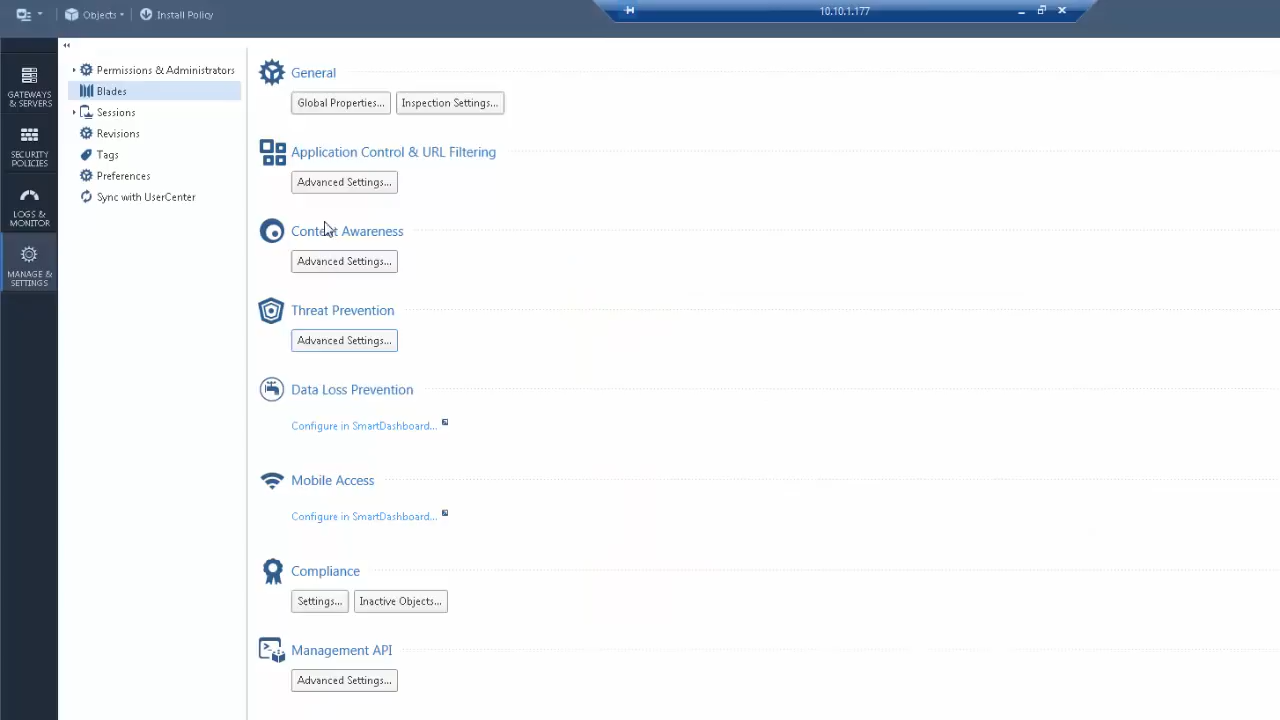 Objects
Install Policy
10.10.1.177
GATEWAYS
& SERVERS
SECURITY
POLICIES
LOGS &
MONITOR
MANAGE &
SETTINGS
Permissions & Administrators
Blades
Sessions
Revisions
Tags
Preferences
Sync with UserCenter
General
Global Properties...
Inspection Settings...
Application Control & URL Filtering
Advanced Settings...
Content Awareness
Advanced Settings...
Threat Prevention
Advanced Settings...
Data Loss Prevention
Configure in SmartDashboard...
Mobile Access
Configure in SmartDashboard...
Compliance
Settings...
Inactive Objects...
Management API
Advanced Settings...